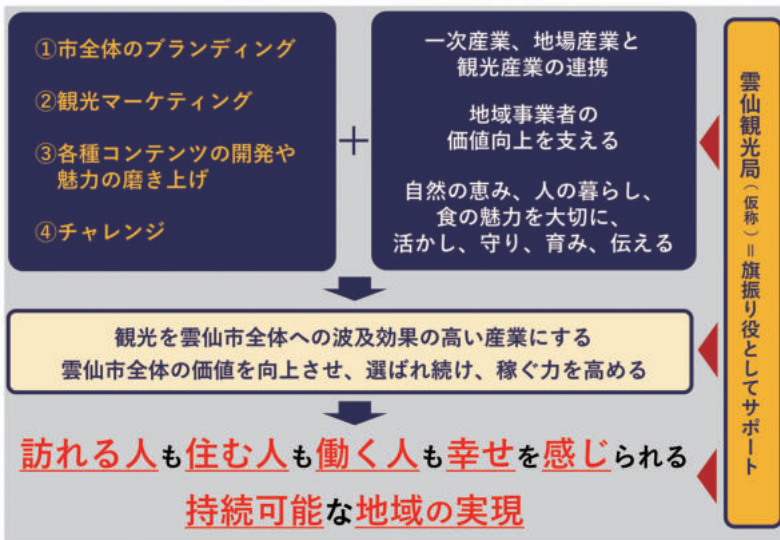 ①市全体のブランディング
②観光マーケティング
③各種コンテンツの開発や
魅力の磨き上げ
④チャレンジ
+
一次産業、地場産業と
観光産業の連携
地域事業者の
価値向上を支える
自然の恵み、人の暮らし、
食の魅力を大切に、
活かし、守り、育み、伝える
観光を雲仙市全体への波及効果の高い産業にする
雲仙市全体の価値を向上させ、選ばれ続け、稼ぐ力を高める
訪れる人も住む人も働く人も幸せを感じられる
持続可能な地域の実現
雲仙観光局(仮称)=旗振り役としてサポート